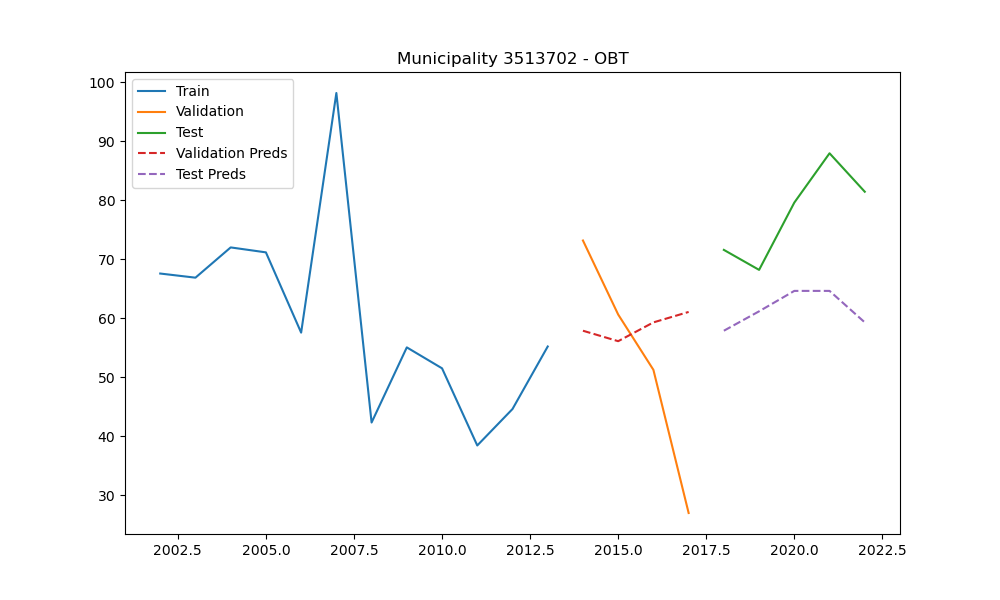 Municipality 3513702 - OBT
Train
Validation
Test
Validation Preds
Test Preds
100
90
80
70
60
50
40
30
2002.5 2005.0 2007.5 2010.0 2012.5 2015.0 2017.5 2020.0 2022.5